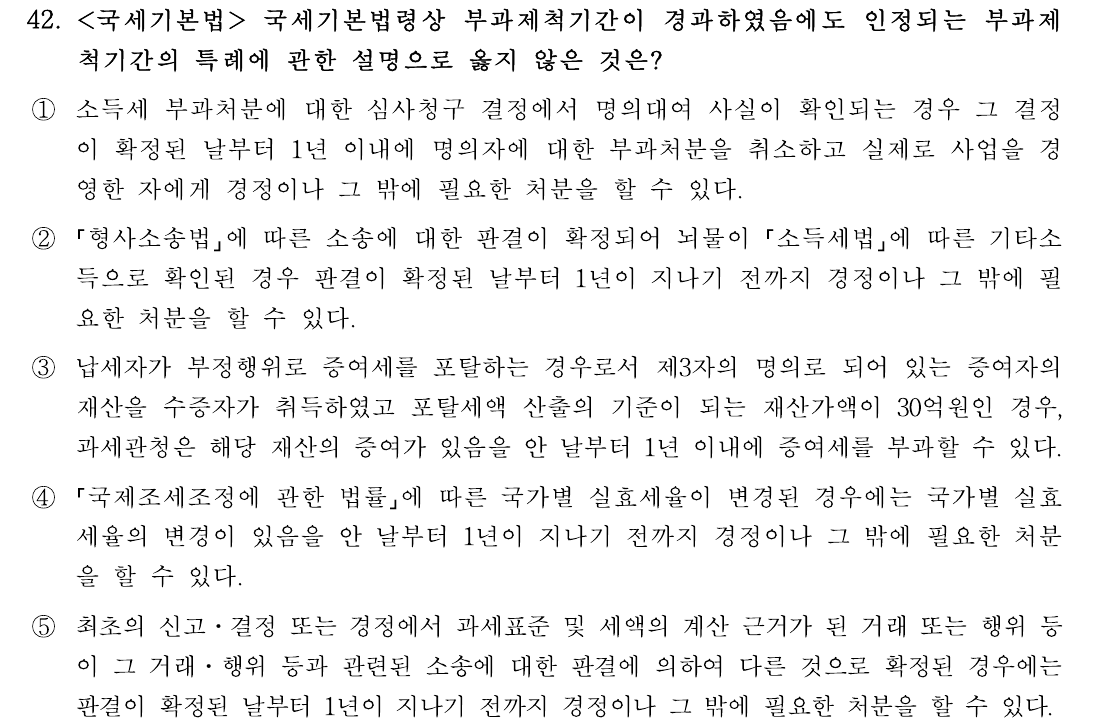 42. <국세기본법> 국세기본법령상 부과제척기간이 경과하였음에도 인정되는 부과제
척기간의 특례에 관한 설명으로 옳지 않은 것은?
① 소득세 부과처분에 대한 심사청구 결정에서 명의대여 사실이 확인되는 경우 그 결정
이 확정된 날부터 1년 이내에 명의자에 대한 부과처분을 취소하고 실제로 사업을 경
영한 자에게 경정이나 그 밖에 필요한 처분을 할 수 있다.
② 「형사소송법」에 따른 소송에 대한 판결이 확정되어 뇌물이 「소득세법」에 따른 기타소
득으로 확인된 경우 판결이 확정된 날부터 1년이 지나기 전까지 경정이나 그 밖에 필
요한 처분을 할 수 있다.
③ 납세자가 부정행위로 증여세를 포탈하는 경우로서 제3자의 명의로 되어 있는 증여자의
재산을 수증자가 취득하였고 포탈세액 산출의 기준이 되는 재산가액이 30억원인 경우,
과세관청은 해당 재산의 증여가 있음을 안 날부터 1년 이내에 증여세를 부과할 수 있다.
④ 「국제조세조정에 관한 법률」에 따른 국가별 실효세율이 변경된 경우에는 국가별 실효
세율의 변경이 있음을 안 날부터 1년이 지나기 전까지 경정이나 그 밖에 필요한 처분
을 할 수 있다.
⑤ 최초의 신고·결정 또는 경정에서 과세표준 및 세액의 계산 근거가 된 거래 또는 행위 등
이 그 거래·행위 등과 관련된 소송에 대한 판결에 의하여 다른 것으로 확정된 경우에는
판결이 확정된 날부터 1년이 지나기 전까지 경정이나 그 밖에 필요한 처분을 할 수 있다.